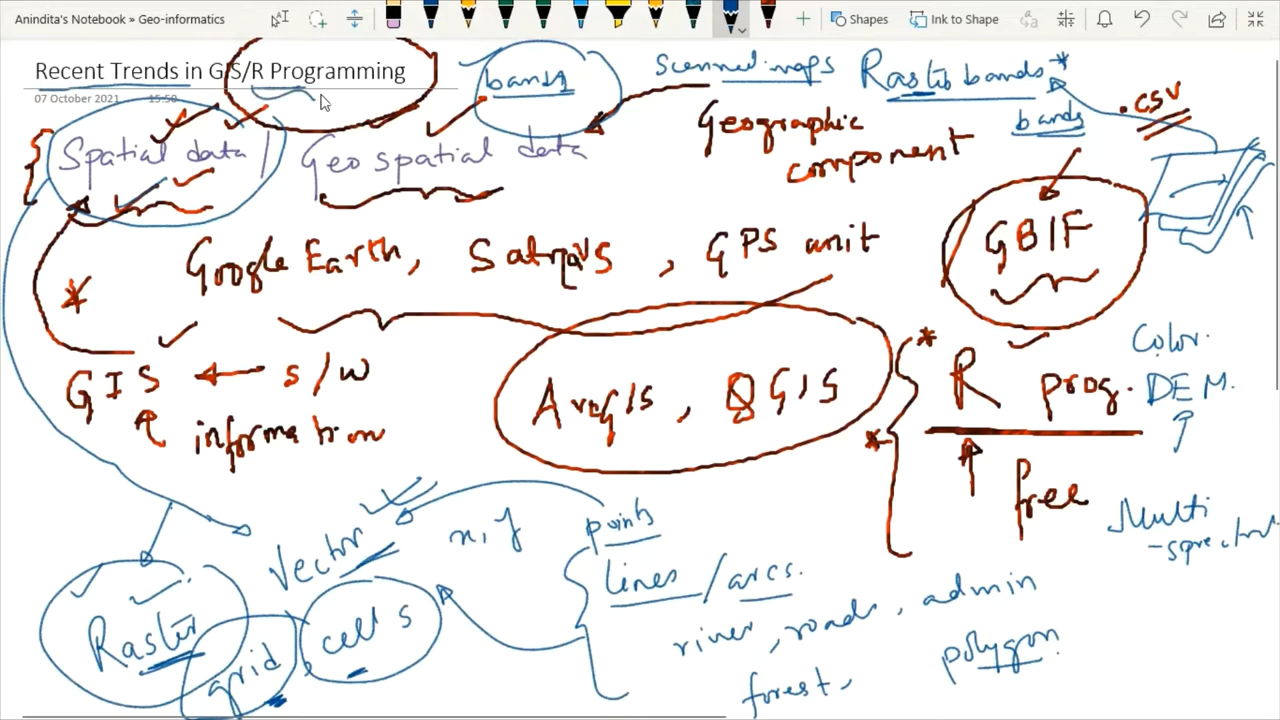 Anindita's Notebook » Geo-informatics
Shapes
Ink to Shape
Recent Trends in GIS/R Programming
07 October 2021 15:50
bands
Scanned maps
Raster bands *
.CSV
Spatial data / Geo spatial data
Geographic
component
bands
Google Earth, Satnavs, GPS unit
GBIF
GIS ← s/w
information
ArcGIS, QGIS
* R prog.
free
Color.
DEM.
Multi
-spectral
Vector
x, y
points
lines / arcs.
river, roads, admin
forest,
polygon
Raster
grid
cells